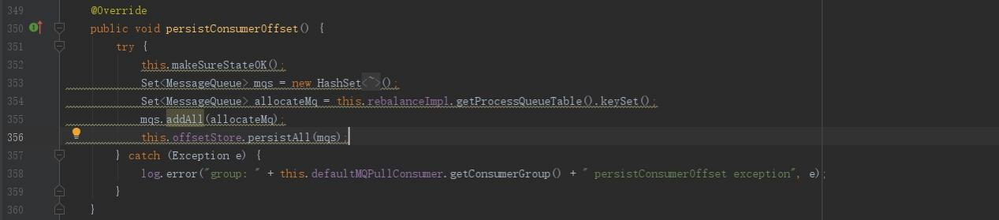 349 @Override
350 public void persistConsumerOffset() {
351 try {
352 this.makeSureStateOK();
353 Set<MessageQueue> mqs = new HashSet<~>();
354 Set<MessageQueue> allocateMq = this.rebalanceImpl.getProcessQueueTable().keySet();
355 mqs.addAll(allocateMq);
356 this.offsetStore.persistAll(mqs);
357 } catch (Exception e) {
358 log.error("group: " + this.defaultMQPullConsumer.getConsumerGroup() + " persistConsumerOffset exception", e);
359 }
360 }